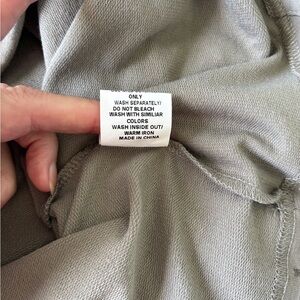 ONLY
WASH SEPARATELY/
DO NOT BLEACH
WASH WITH SIMILIAR
COLORS
WASH INSIDE OUT/
WARM IRON
MADE IN CHINA